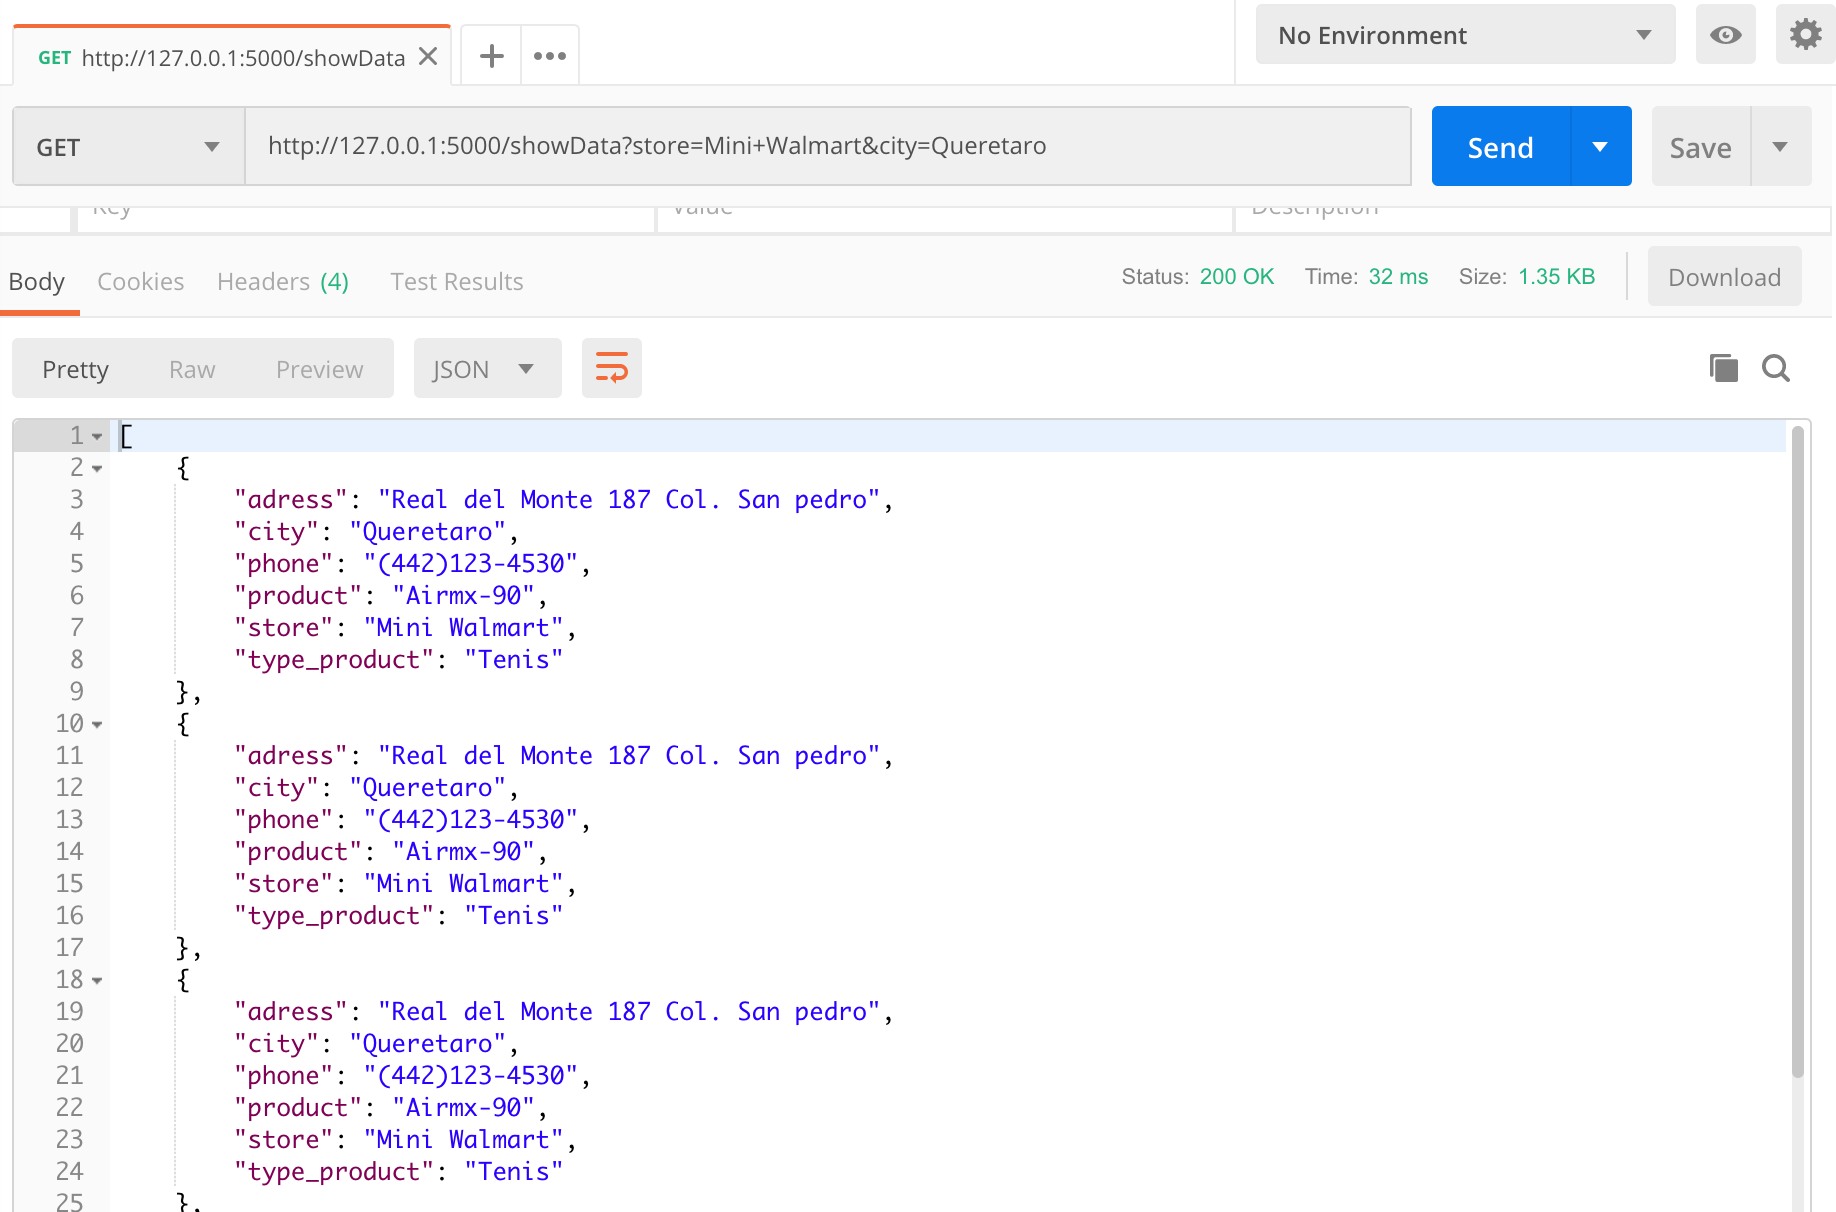 GET http://127.0.0.1:5000/showData
No Environment
GET http://127.0.0.1:5000/showData?store=Mini+Walmart&city=Queretaro Send Save
Key Value Description
Body Cookies Headers (4) Test Results Status: 200 OK Time: 32 ms Size: 1.35 KB Download
Pretty Raw Preview JSON
1 [
2 {
3 "adress": "Real del Monte 187 Col. San pedro",
4 "city": "Queretaro",
5 "phone": "(442)123-4530",
6 "product": "Airmx-90",
7 "store": "Mini Walmart",
8 "type_product": "Tenis"
9 },
10 {
11 "adress": "Real del Monte 187 Col. San pedro",
12 "city": "Queretaro",
13 "phone": "(442)123-4530",
14 "product": "Airmx-90",
15 "store": "Mini Walmart",
16 "type_product": "Tenis"
17 },
18 {
19 "adress": "Real del Monte 187 Col. San pedro",
20 "city": "Queretaro",
21 "phone": "(442)123-4530",
22 "product": "Airmx-90",
23 "store": "Mini Walmart",
24 "type_product": "Tenis"
25 },